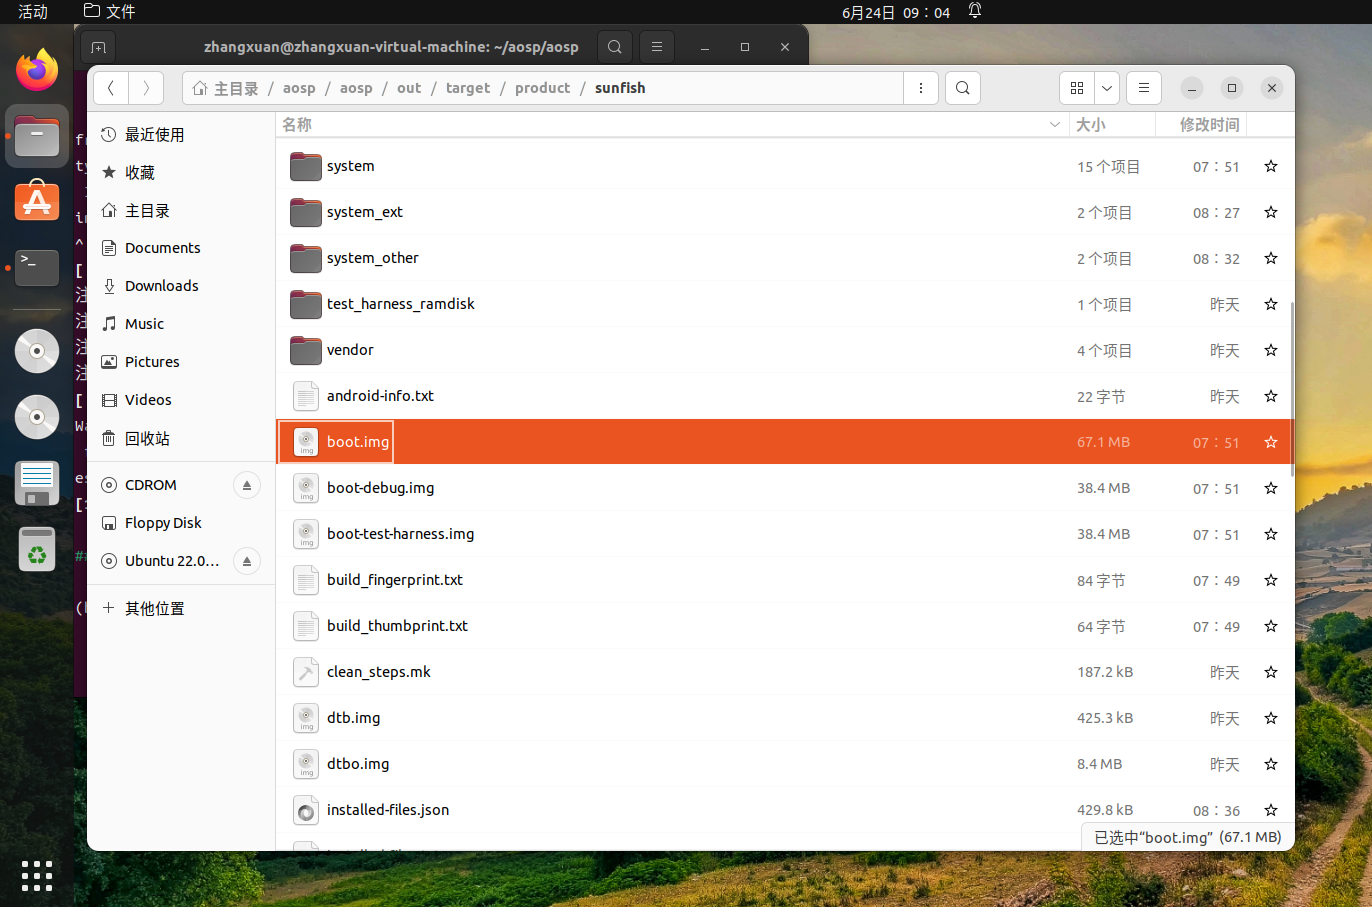 活动 文件 6月24日 09：04
zhangxuan@zhangxuan-virtual-machine: ~/aosp/aosp
主目录 / aosp / aosp / out / target / product / sunfish
名称 大小 修改时间
最近使用
收藏
主目录
Documents
Downloads
Music
Pictures
Videos
回收站
CDROM
Floppy Disk
Ubuntu 22.0…
其他位置
system 15 个项目 07：51
system_ext 2 个项目 08：27
system_other 2 个项目 08：32
test_harness_ramdisk 1 个项目 昨天
vendor 4 个项目 昨天
android-info.txt 22 字节 昨天
boot.img 67.1 MB 07：51
boot-debug.img 38.4 MB 07：51
boot-test-harness.img 38.4 MB 07：51
build_fingerprint.txt 84 字节 07：49
build_thumbprint.txt 64 字节 07：49
clean_steps.mk 187.2 kB 昨天
dtb.img 425.3 kB 昨天
dtbo.img 8.4 MB 昨天
installed-files.json 429.8 kB 08：36
已选中“boot.img” (67.1 MB)